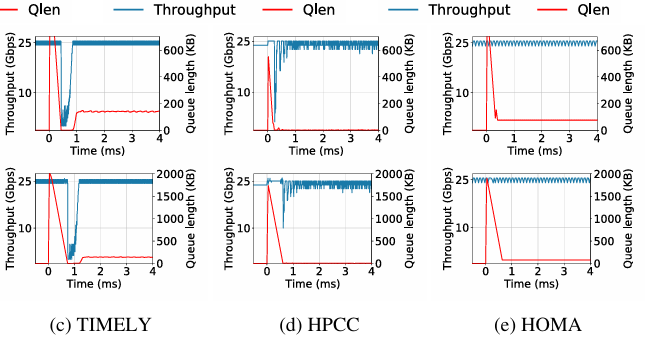 Qlen Throughput Qlen Throughput Qlen
Throughput (Gbps) 25 10 0 1 2 3 4 Time (ms) 600 400 200 0 Queue length (KB)
Throughput (Gbps) 25 10 0 1 2 3 4 Time (ms) 600 400 200 0 Queue length (KB)
Throughput (Gbps) 25 10 0 1 2 3 4 Time (ms) 600 400 200 0 Queue length (KB)
Throughput (Gbps) 25 10 0 1 2 3 4 Time (ms) 2000 1500 1000 500 0 Queue length (KB)
Throughput (Gbps) 25 10 0 1 2 3 4 Time (ms) 2000 1500 1000 500 0 Queue length (KB)
Throughput (Gbps) 25 10 0 1 2 3 4 Time (ms) 2000 1500 1000 500 0 Queue length (KB)
(c) TIMELY (d) HPCC (e) HOMA